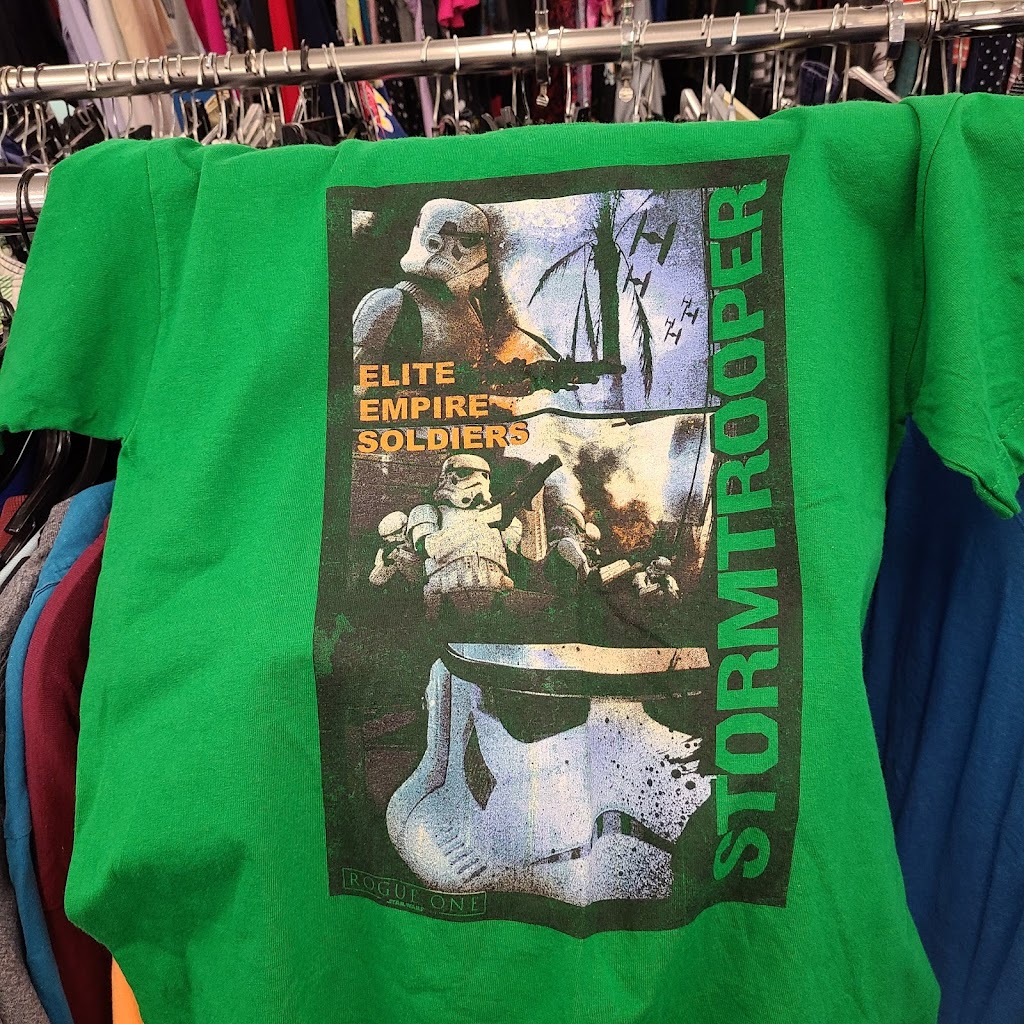 ELITE
EMPIRE
SOLDIERS
STORMTROOPER
ROGUE ONE
STAR WARS